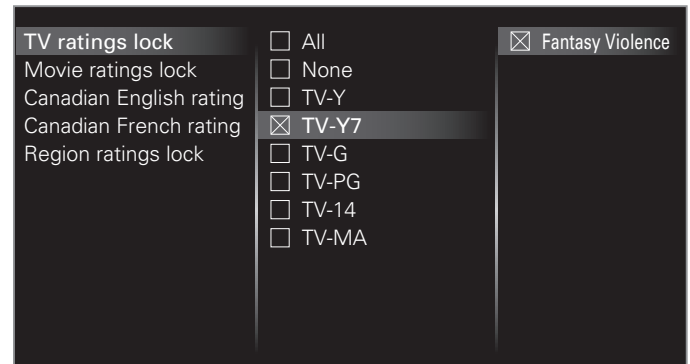 TV ratings lock
Movie ratings lock
Canadian English rating
Canadian French rating
Region ratings lock
All
None
TV-Y
TV-Y7
TV-G
TV-PG
TV-14
TV-MA
Fantasy Violence